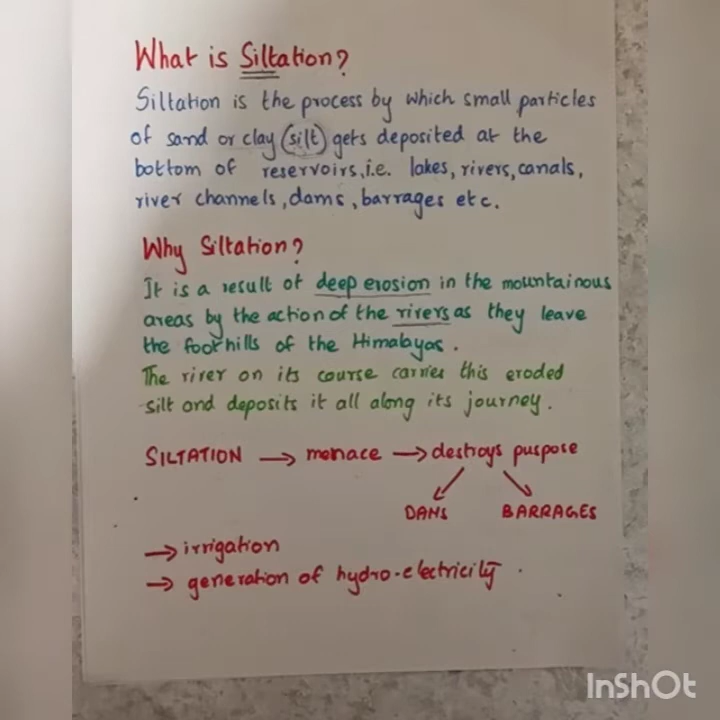 What is Siltation?
Siltation is the process by which small particles
of sand or clay (silt) gets deposited at the
bottom of reservoirs, i.e. lakes, rivers, canals,
river channels, dams, barrages etc.
Why Siltation?
It is a result of deep erosion in the mountainous
areas by the action of the rivers as they leave
the foothills of the Himalayas.
The river on its course carries this eroded
silt and deposits it all along its journey.
SILTATION → menace → destroys puspose
DANS BARRAGES
→ irrigation
→ generation of hydro-electricity.
InShOt